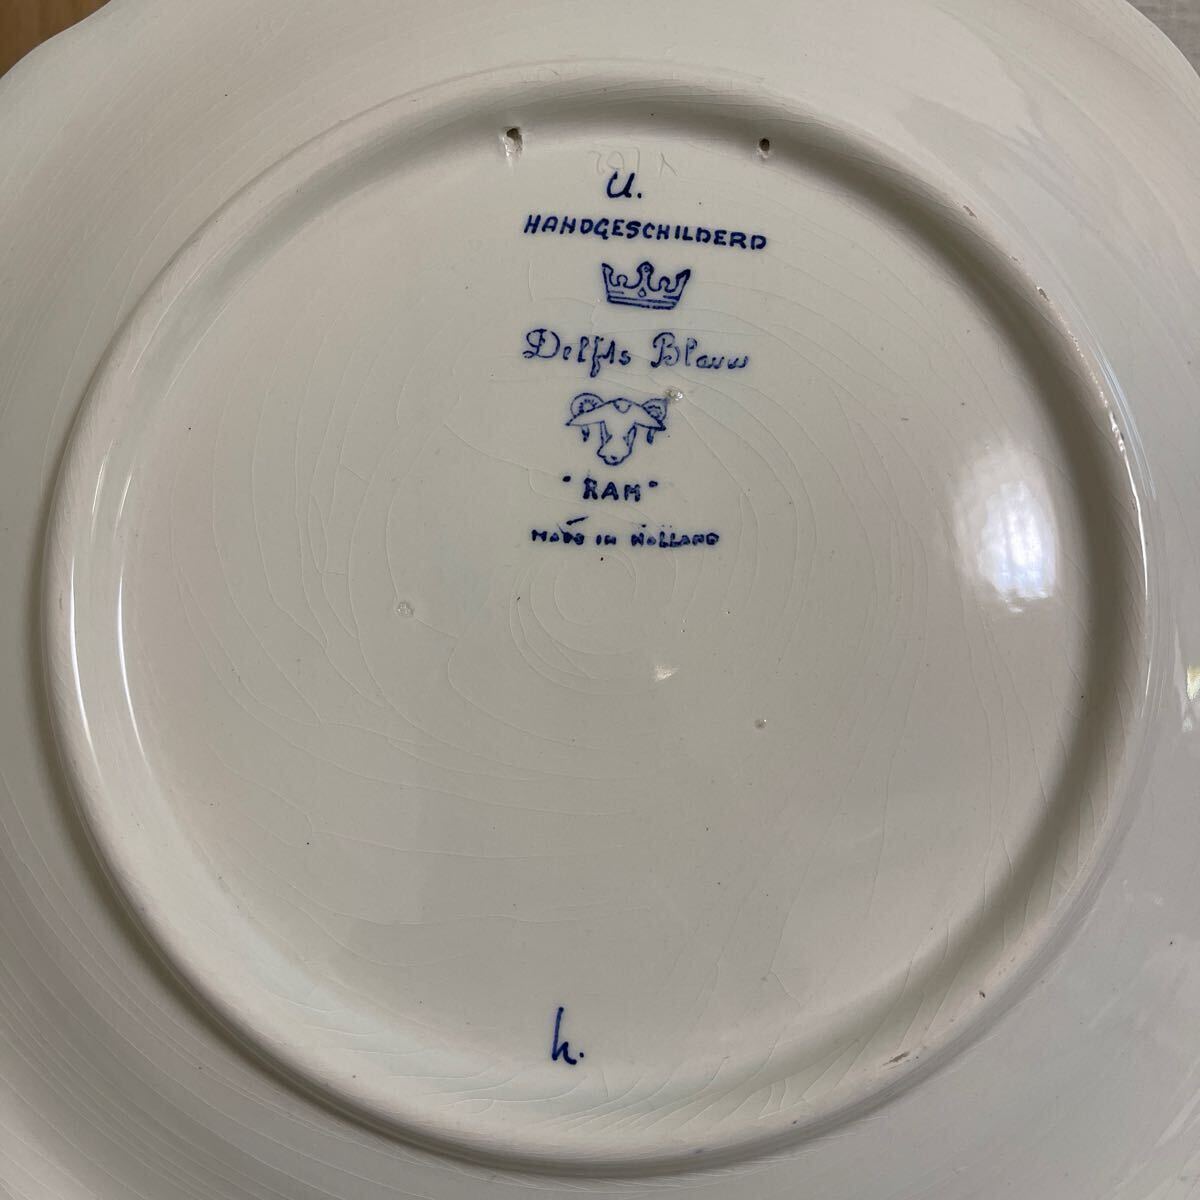 U.
HANDGESCHILDERD
Delfts Blauw
"RAM"
MADE IN HOLLAND
h.